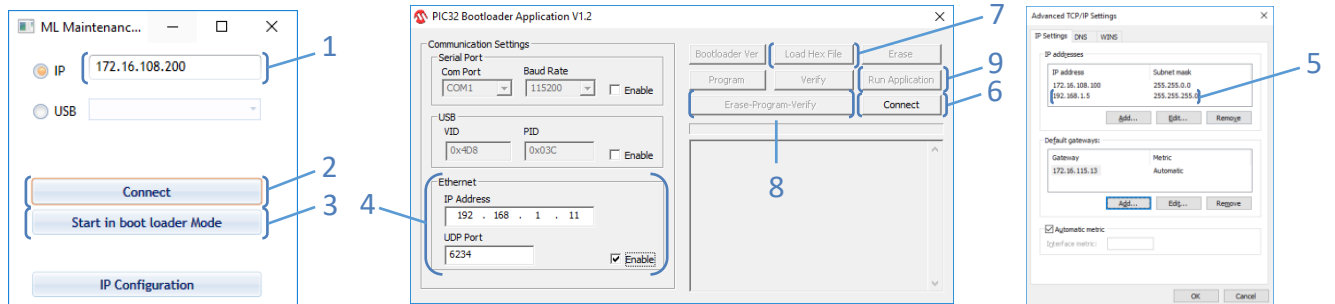 ML Maintenanc...
1
IP
172.16.108.200
USB
Connect
2
Start in boot loader Mode
3
IP Configuration
PIC32 Bootloader Application V1.2
Communication Settings
Serial Port
Com Port
Baud Rate
COM1
115200
Enable
USB
VID
PID
0x4D8
0x03C
Enable
Ethernet
4
IP Address
192 . 168 . 1 . 11
UDP Port
6234
Enable
7
Bootloader Ver
Load Hex File
Erase
Program
Verify
Run Application
9
Erase-Program-Verify
Connect
6
8
Advanced TCP/IP Settings
IP Settings
DNS
WINS
IP addresses
IP address
Subnet mask
172.16.108.100
255.255.0.0
192.168.1.5
255.255.255.0
5
Add...
Edit...
Remove
Default gateways:
Gateway
Metric
172.16.115.13
Automatic
Add...
Edit...
Remove
Automatic metric
Interface metric:
OK
Cancel